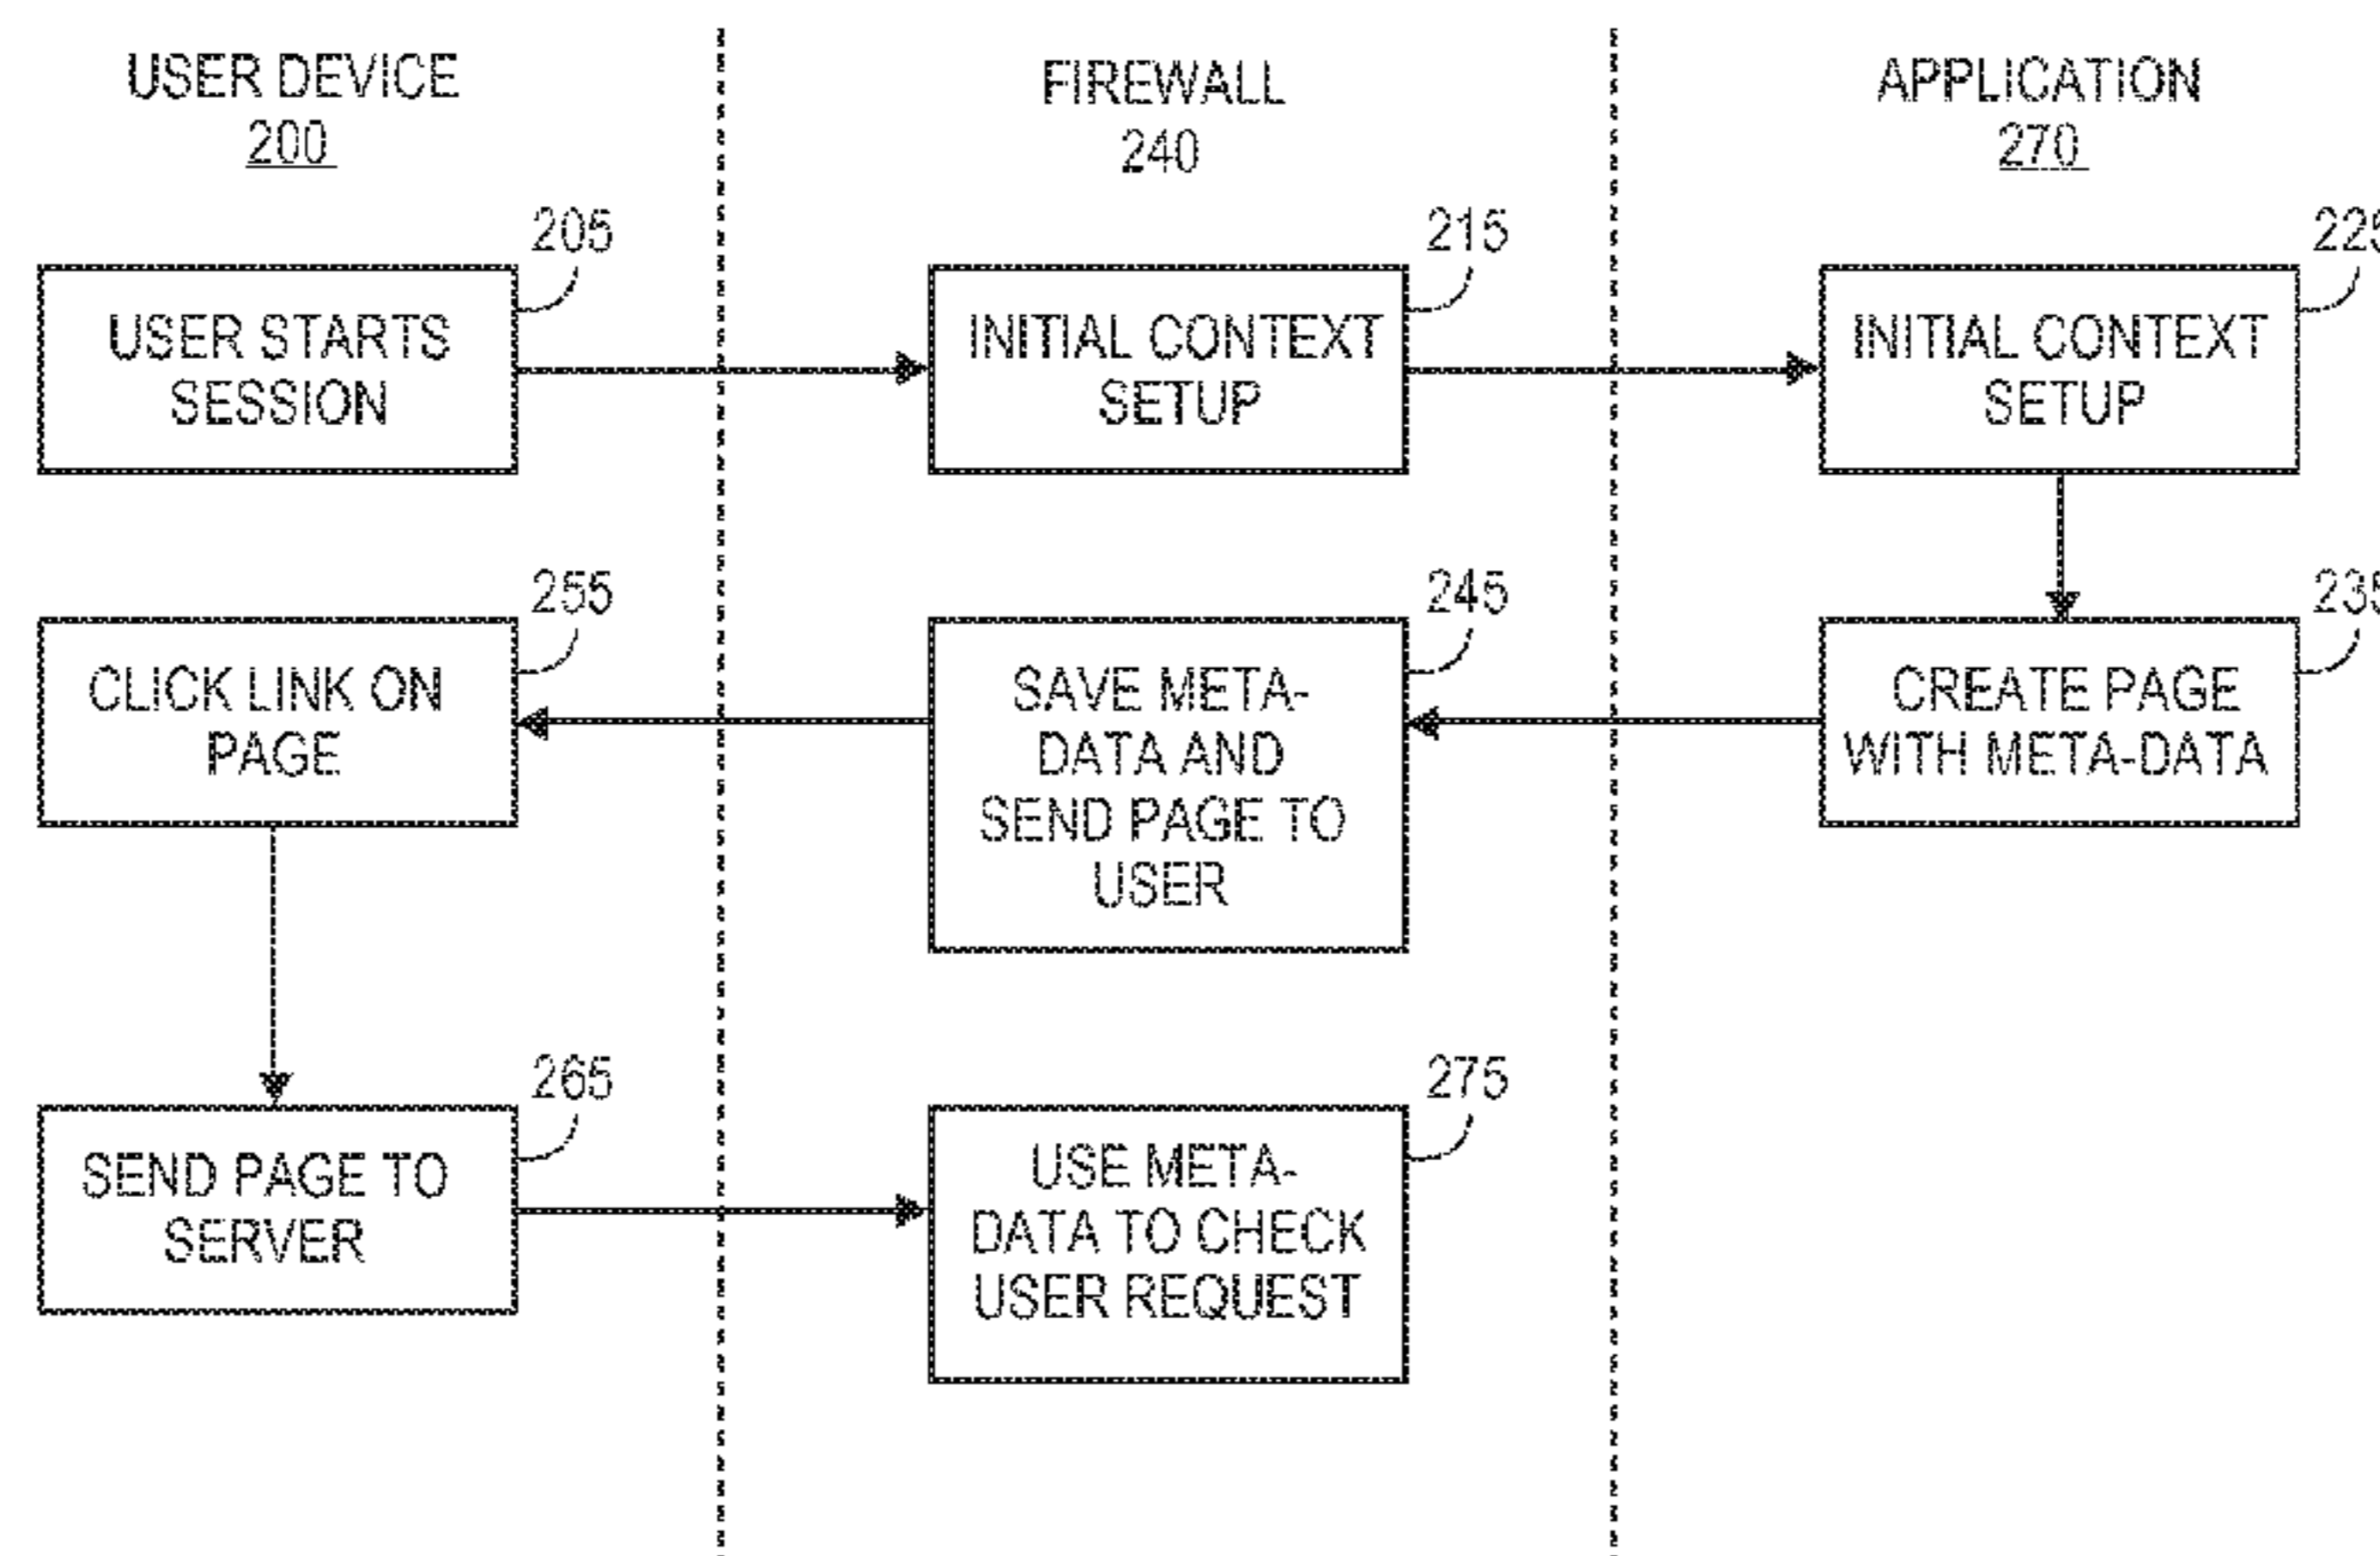 USER DEVICE
200
FIREWALL
240
APPLICATION
270
205
USER STARTS
SESSION
215
INITIAL CONTEXT
SETUP
225
INITIAL CONTEXT
SETUP
255
CLICK LINK ON
PAGE
245
SAVE META-
DATA AND
SEND PAGE TO
USER
235
CREATE PAGE
WITH META-DATA
265
SEND PAGE TO
SERVER
275
USE META-
DATA TO CHECK
USER REQUEST